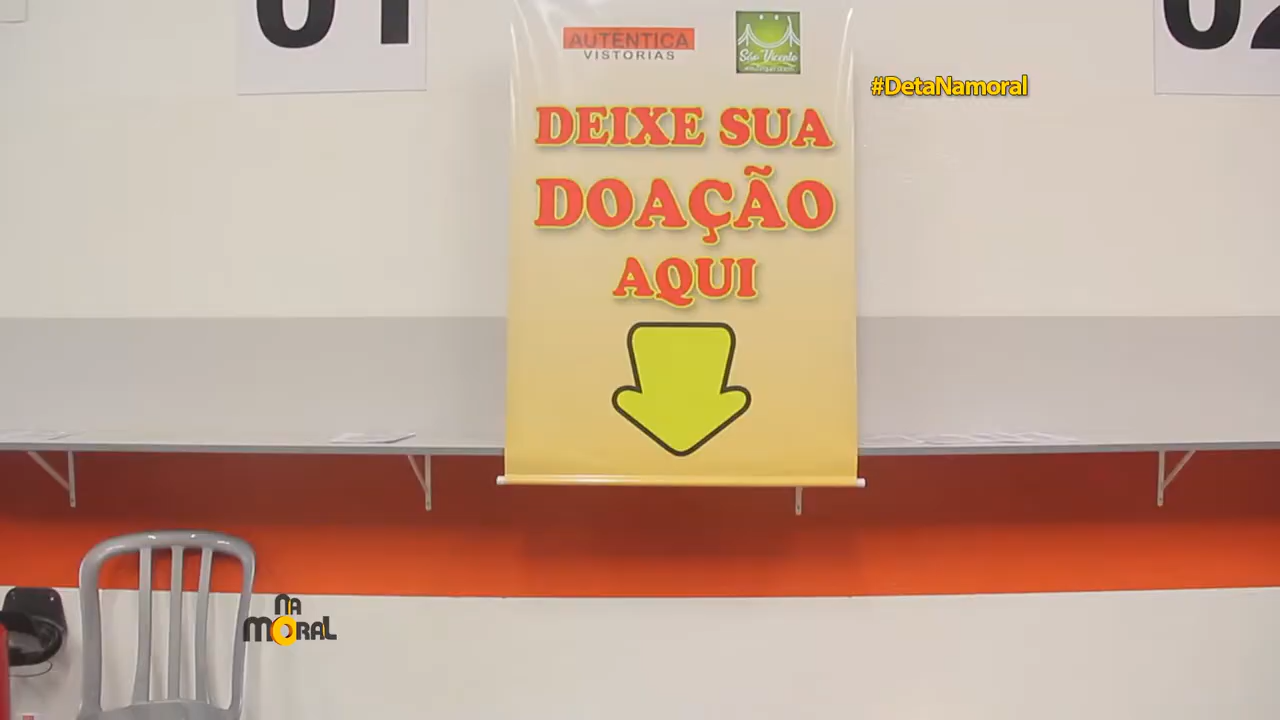 01
02
AUTENTICA
VISTORIAS
São Vicente
#DetaNamoral
DEIXE SUA
DOAÇÃO
AQUI
NA
MORAL